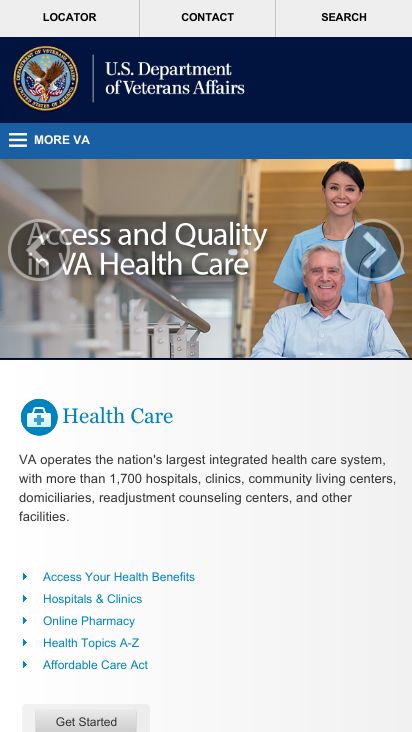 LOCATOR
CONTACT
SEARCH
U.S. Department
of Veterans Affairs
MORE VA
Access and Quality
in VA Health Care
Health Care
VA operates the nation's largest integrated health care system,
with more than 1,700 hospitals, clinics, community living centers,
domiciliaries, readjustment counseling centers, and other
facilities.
Access Your Health Benefits
Hospitals & Clinics
Online Pharmacy
Health Topics A-Z
Affordable Care Act
Get Started